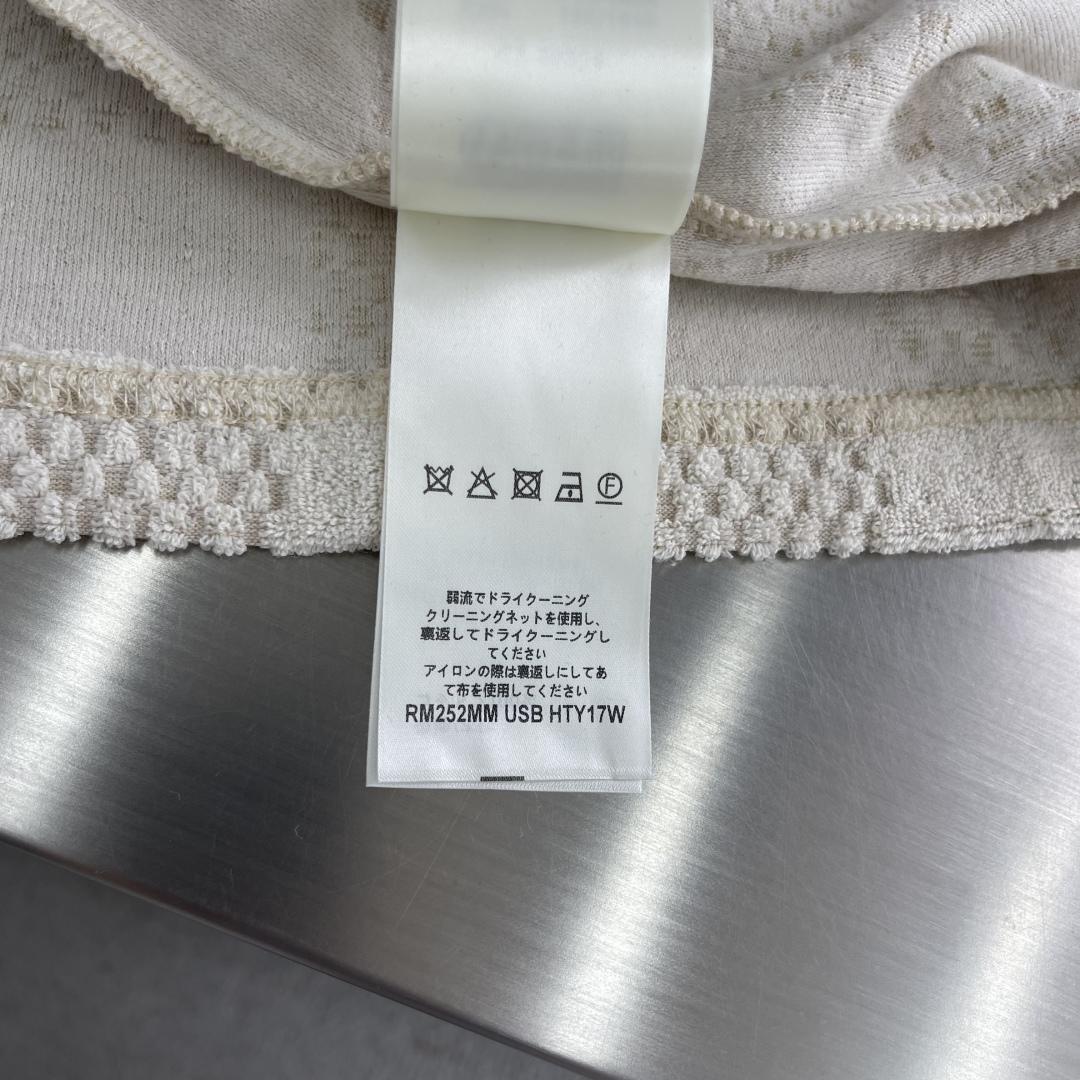 F
弱流でドライクーニング
クリーニングネットを使用し、
裏返してドライクーニングし
てください
アイロンの際は裏返しにしてあ
て布を使用してください
RM252MM USB HTY17W